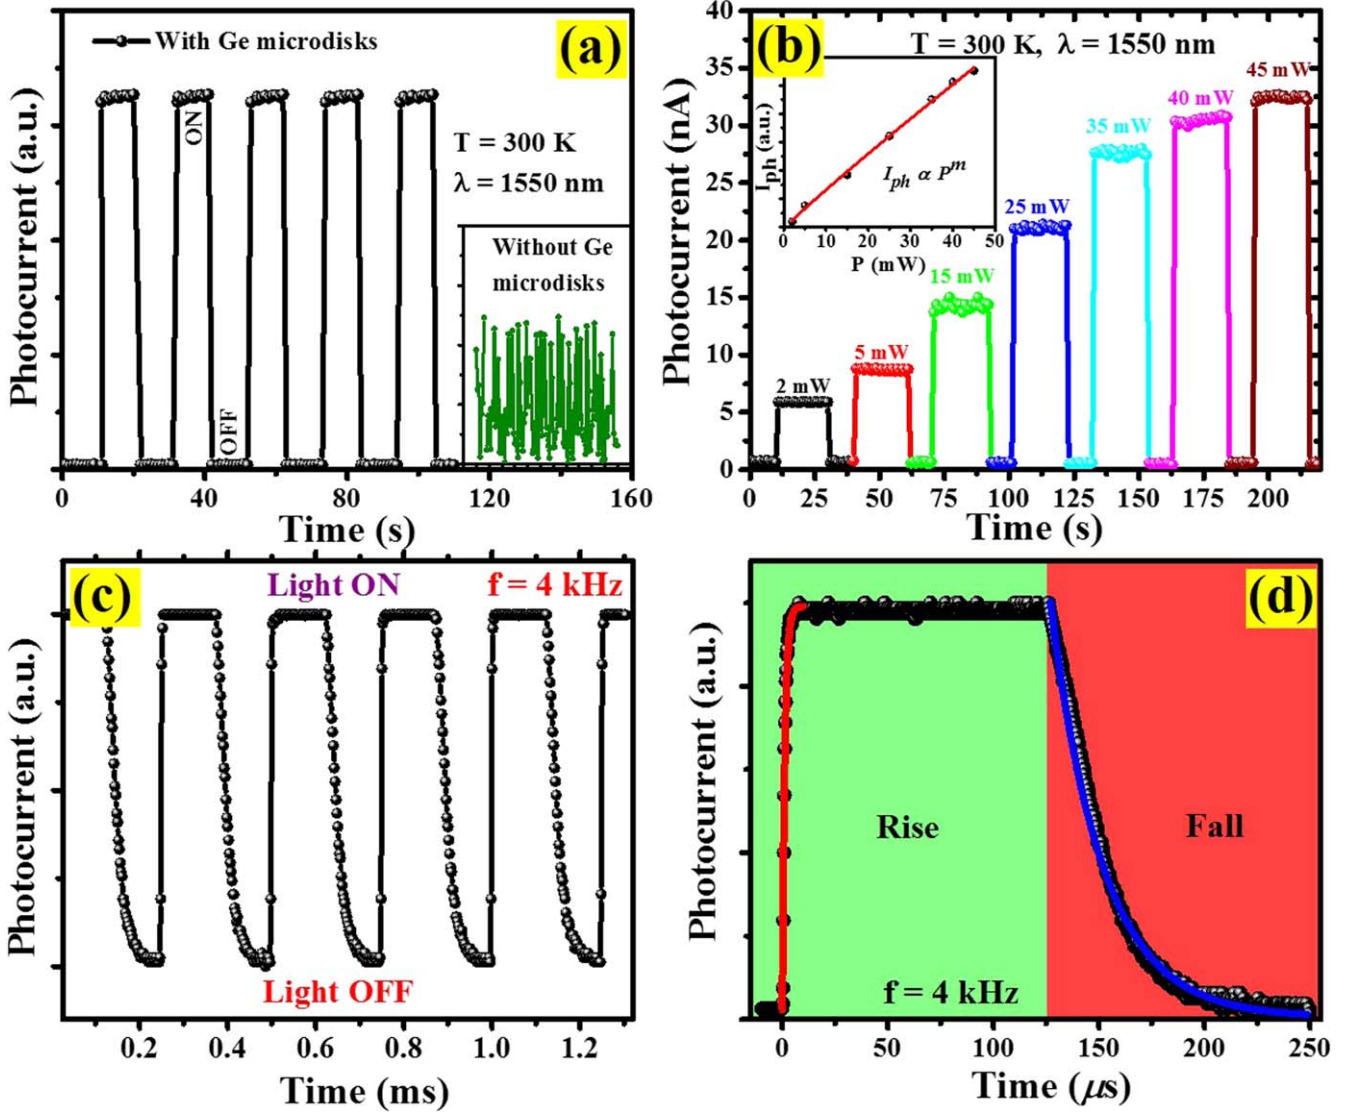 With Ge microdisks
(a)
ON
OFF
T = 300 K
λ = 1550 nm
Without Ge
microdisks
Photocurrent (a.u.)
0 40 80 120 160
Time (s)
(b)
T = 300 K, λ = 1550 nm
40
35
30
25
20
15
10
5
0
Photocurrent (nA)
2 mW
5 mW
15 mW
25 mW
35 mW
40 mW
45 mW
I_ph (a.u.)
I_ph ∝ P^m
0 10 20 30 40 50
P (mW)
0 25 50 75 100 125 150 175 200
Time (s)
(c)
Light ON
f = 4 kHz
Light OFF
Photocurrent (a.u.)
0.2 0.4 0.6 0.8 1.0 1.2
Time (ms)
(d)
Rise
Fall
f = 4 kHz
Photocurrent (a.u.)
0 50 100 150 200 250
Time (μs)